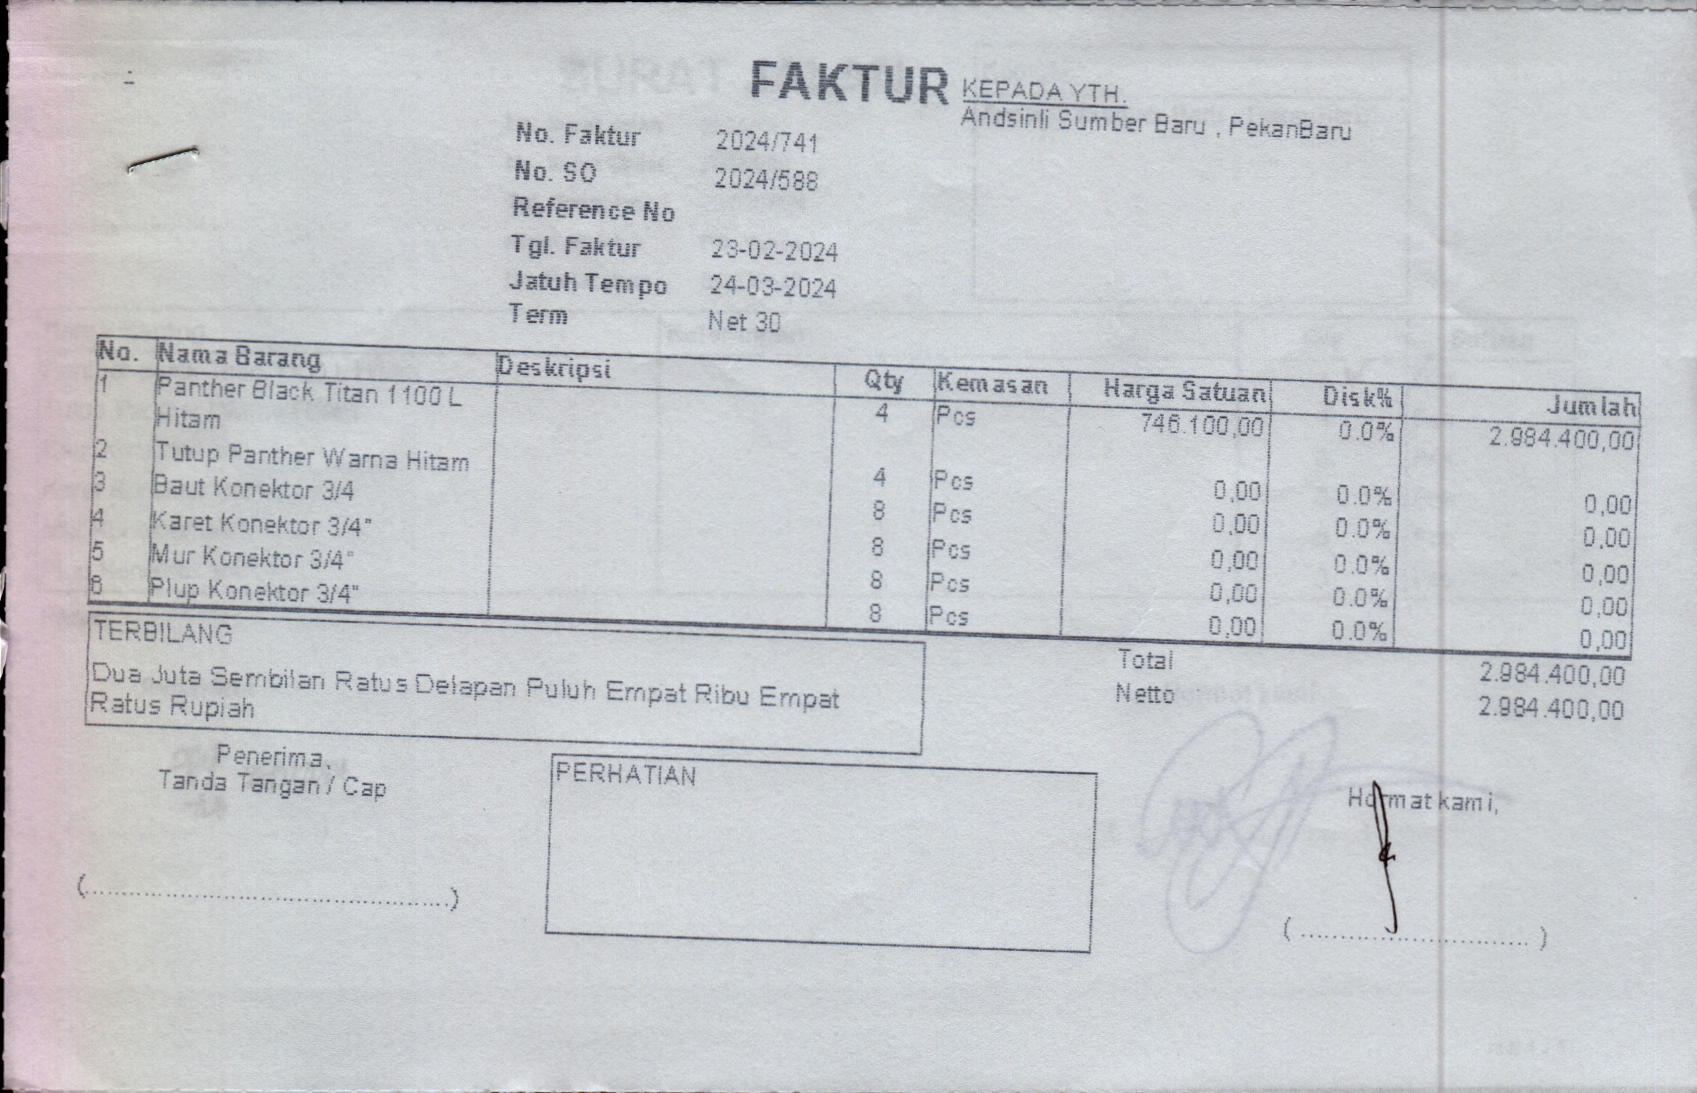 FAKTUR
KEPADA YTH.
Andsinli Sumber Baru , PekanBaru
No. Faktur 2024/741
No. SO 2024/588
Reference No
Tgl. Faktur 23-02-2024
Jatuh Tempo 24-03-2024
Term Net 30
No. Nama Barang Deskripsi Qty Kemasan Harga Satuan Disk% Jumlah
1 Panther Black Titan 1100 L Hitam 4 Pcs 746.100,00 0.0% 2.984.400,00
2 Tutup Panther Warna Hitam 4 Pcs 0,00 0.0% 0,00
3 Baut Konektor 3/4 8 Pcs 0,00 0.0% 0,00
4 Karet Konektor 3/4" 8 Pcs 0,00 0.0% 0,00
5 Mur Konektor 3/4" 8 Pcs 0,00 0.0% 0,00
6 Plup Konektor 3/4" 8 Pcs 0,00 0.0% 0,00
TERBILANG
Dua Juta Sembilan Ratus Delapan Puluh Empat Ribu Empat
Ratus Rupiah
Total 2.984.400,00
Netto 2.984.400,00
Penerima,
Tanda Tangan / Cap
(..............................................)
PERHATIAN
Hormat kami,
( .............................. )